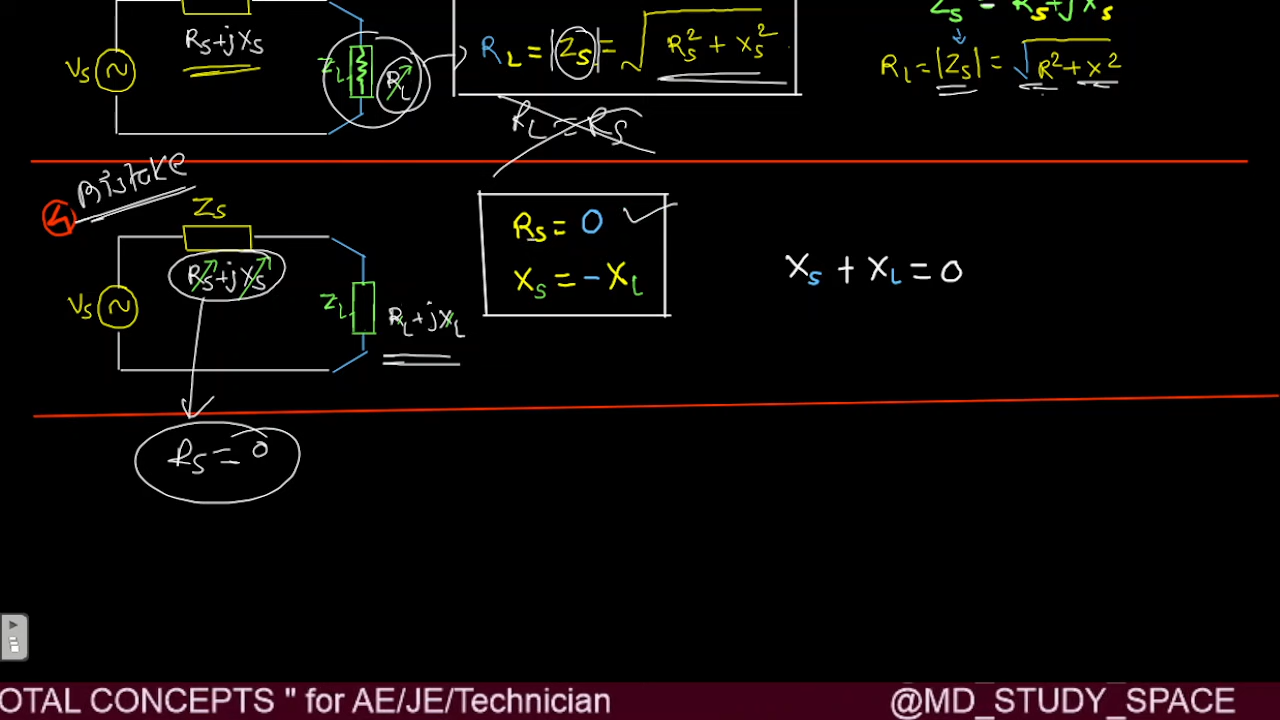 Zs = Rs+jXs
Rs+jXs
Vs
ZL
RL
RL = |Zs| = √Rs²+Xs²
RL=|Zs|=√R²+X²
RL=Rs
4 Mistake
Zs
Rs+jXs
Vs
ZL
RL+jXL
Rs= 0
Xs = -XL
Xs + XL = 0
Rs=0
OTAL CONCEPTS " for AE/JE/Technician
@MD_STUDY_SPACE